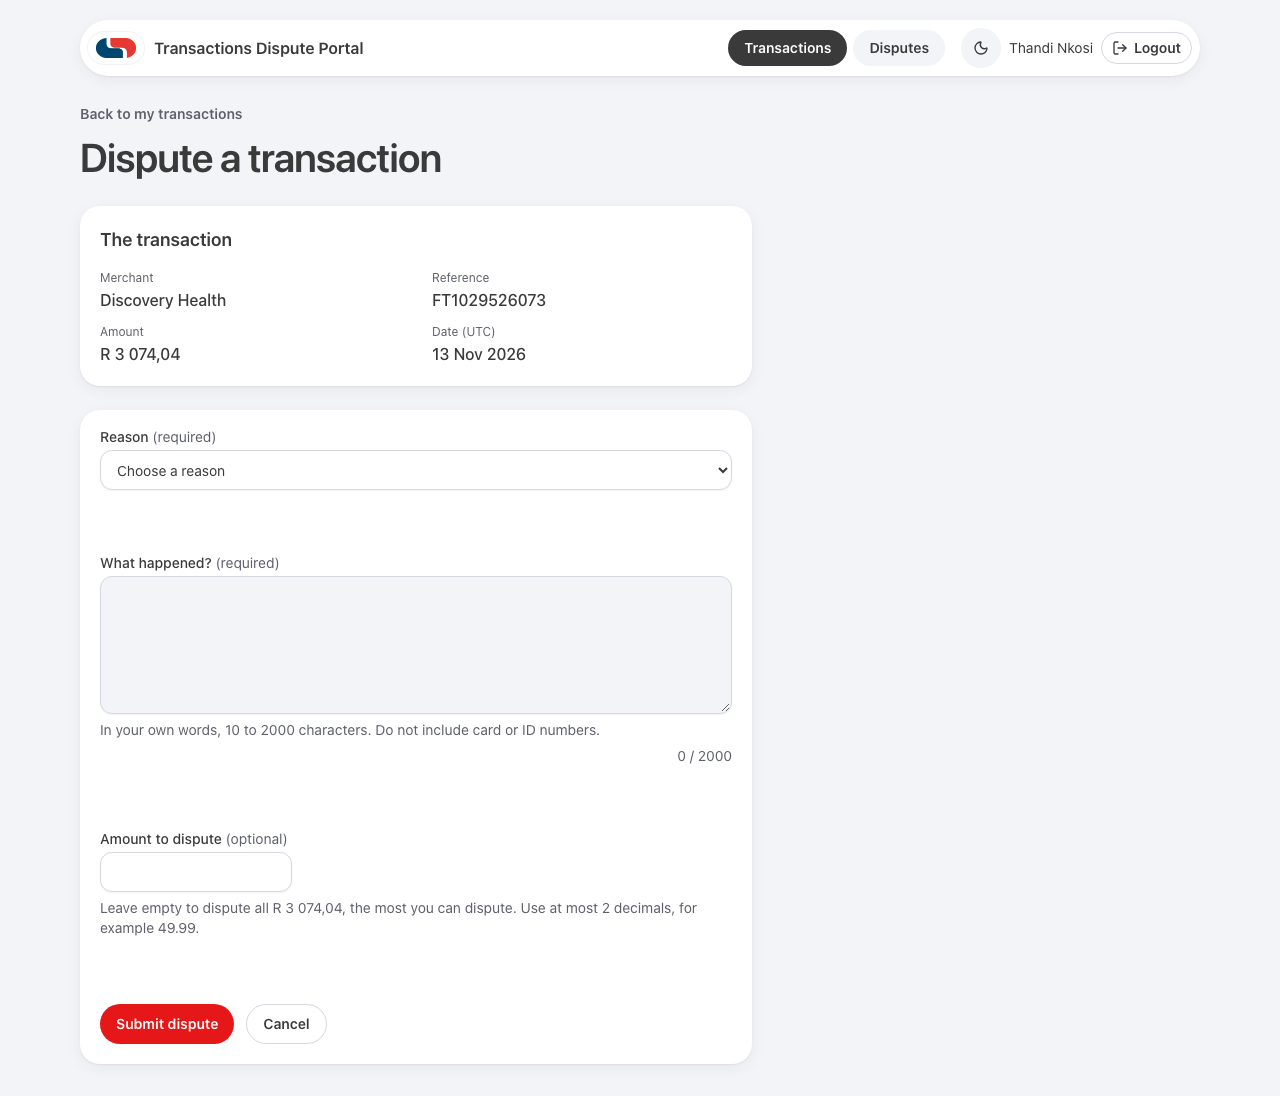 Transactions Dispute Portal
Transactions
Disputes
Thandi Nkosi
Logout
Back to my transactions
Dispute a transaction
The transaction
Merchant
Reference
Discovery Health
FT1029526073
Amount
Date (UTC)
R 3 074,04
13 Nov 2026
Reason (required)
Choose a reason
What happened? (required)
In your own words, 10 to 2000 characters. Do not include card or ID numbers.
0 / 2000
Amount to dispute (optional)
Leave empty to dispute all R 3 074,04, the most you can dispute. Use at most 2 decimals, for
example 49.99.
Submit dispute
Cancel